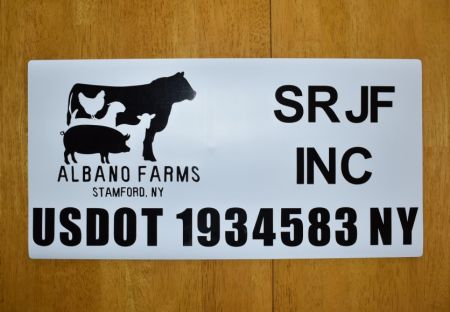 ALBANO FARMS
STAMFORD, NY
SRJF
INC
USDOT 1934583 NY